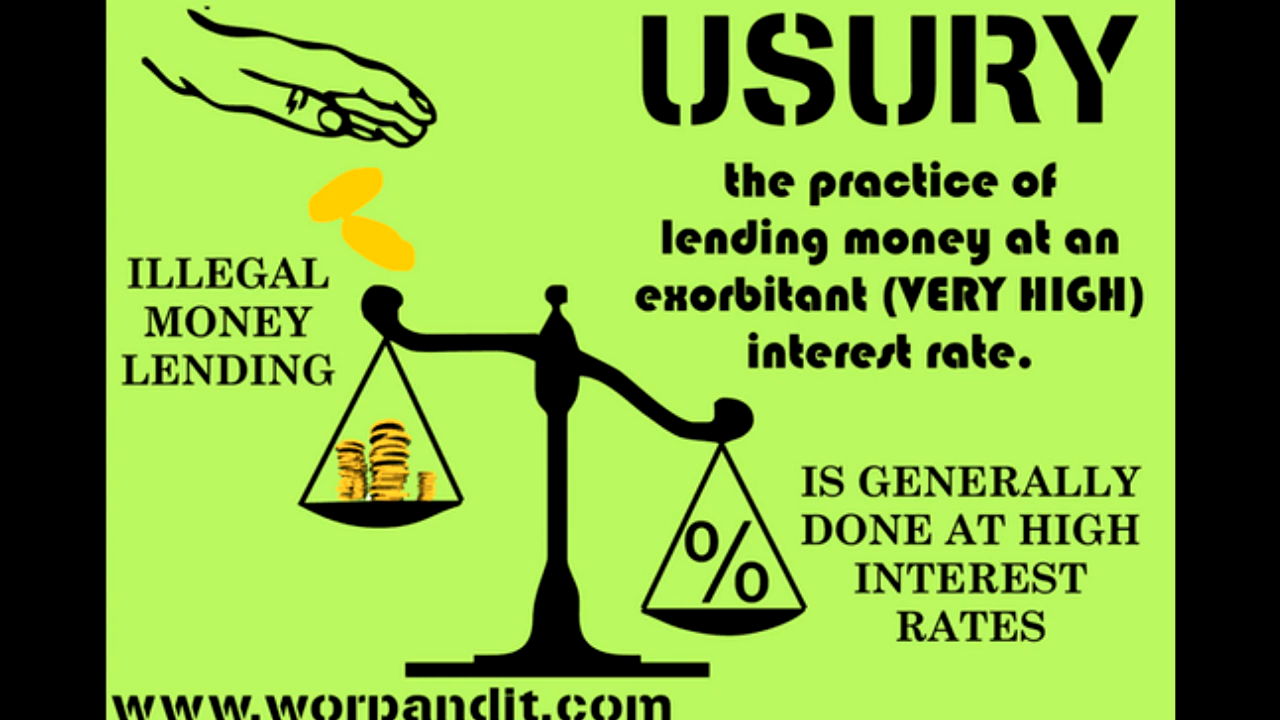 USURY
the practice of
lending money at an
exorbitant (VERY HIGH)
interest rate.
ILLEGAL
MONEY
LENDING
%
IS GENERALLY
DONE AT HIGH
INTEREST
RATES
www.worpandit.com